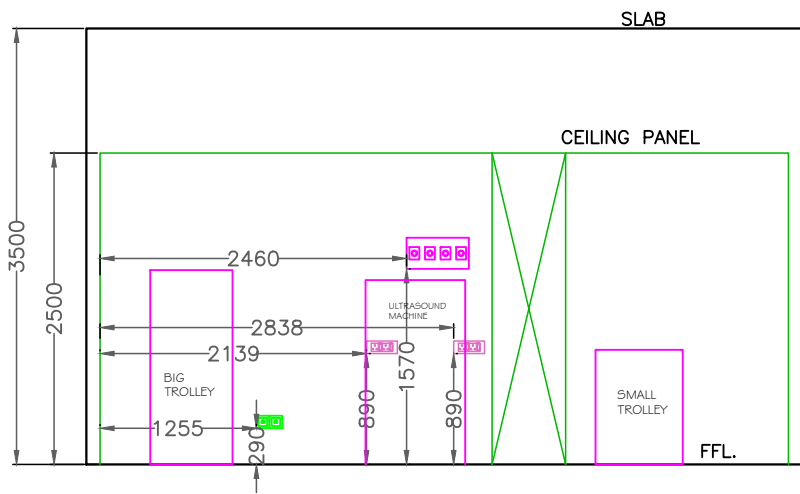 SLAB
CEILING PANEL
3500
2500
2460
ULTRASOUND
MACHINE
2838
2139
1570
BIG
TROLLEY
890
890
SMALL
TROLLEY
1255
290
FFL.